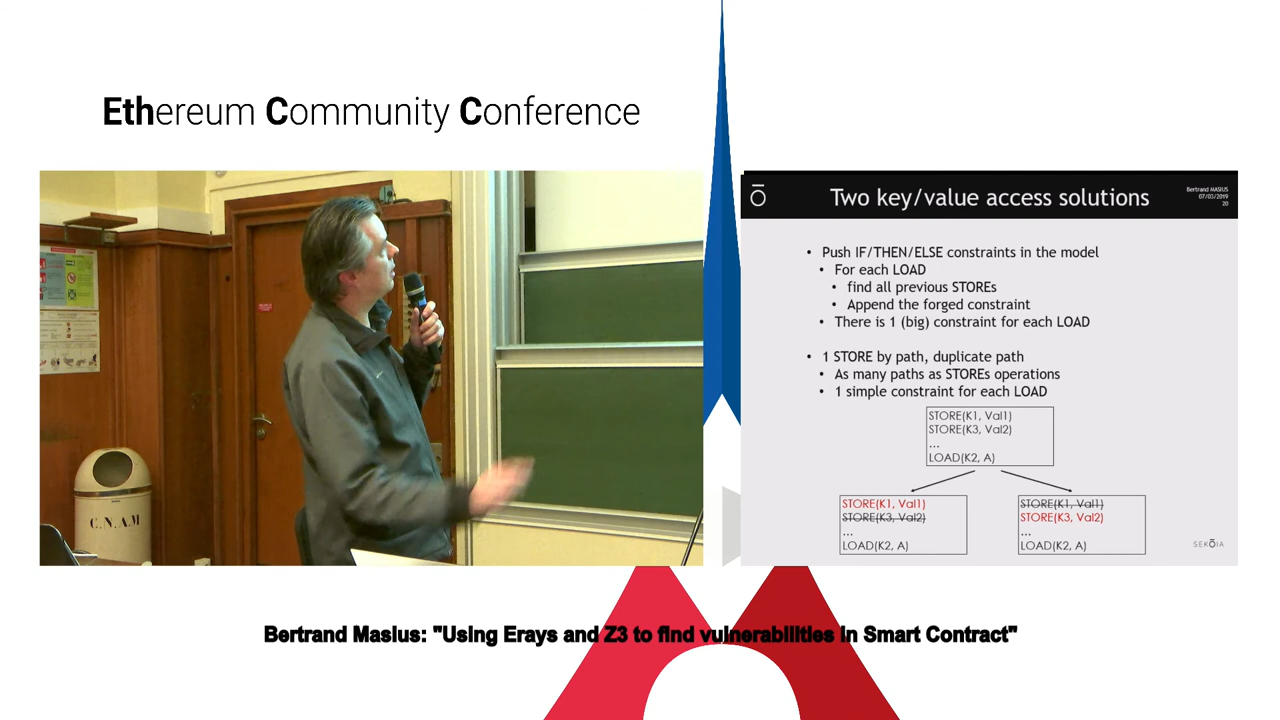 Ethereum Community Conference
Two key/value access solutions
Bertrand MASIUS
07/03/2019
20
• Push IF/THEN/ELSE constraints in the model
• For each LOAD
• find all previous STOREs
• Append the forged constraint
• There is 1 (big) constraint for each LOAD
• 1 STORE by path, duplicate path
• As many paths as STOREs operations
• 1 simple constraint for each LOAD
STORE(K1, Val1)
STORE(K3, Val2)
...
LOAD(K2, A)
STORE(K1, Val1)
STORE(K3, Val2)
...
LOAD(K2, A)
STORE(K1, Val1)
STORE(K3, Val2)
...
LOAD(K2, A)
SEKŌIA
C.N.A.M
Bertrand Masius: "Using Erays and Z3 to find vulnerabilities in Smart Contract"